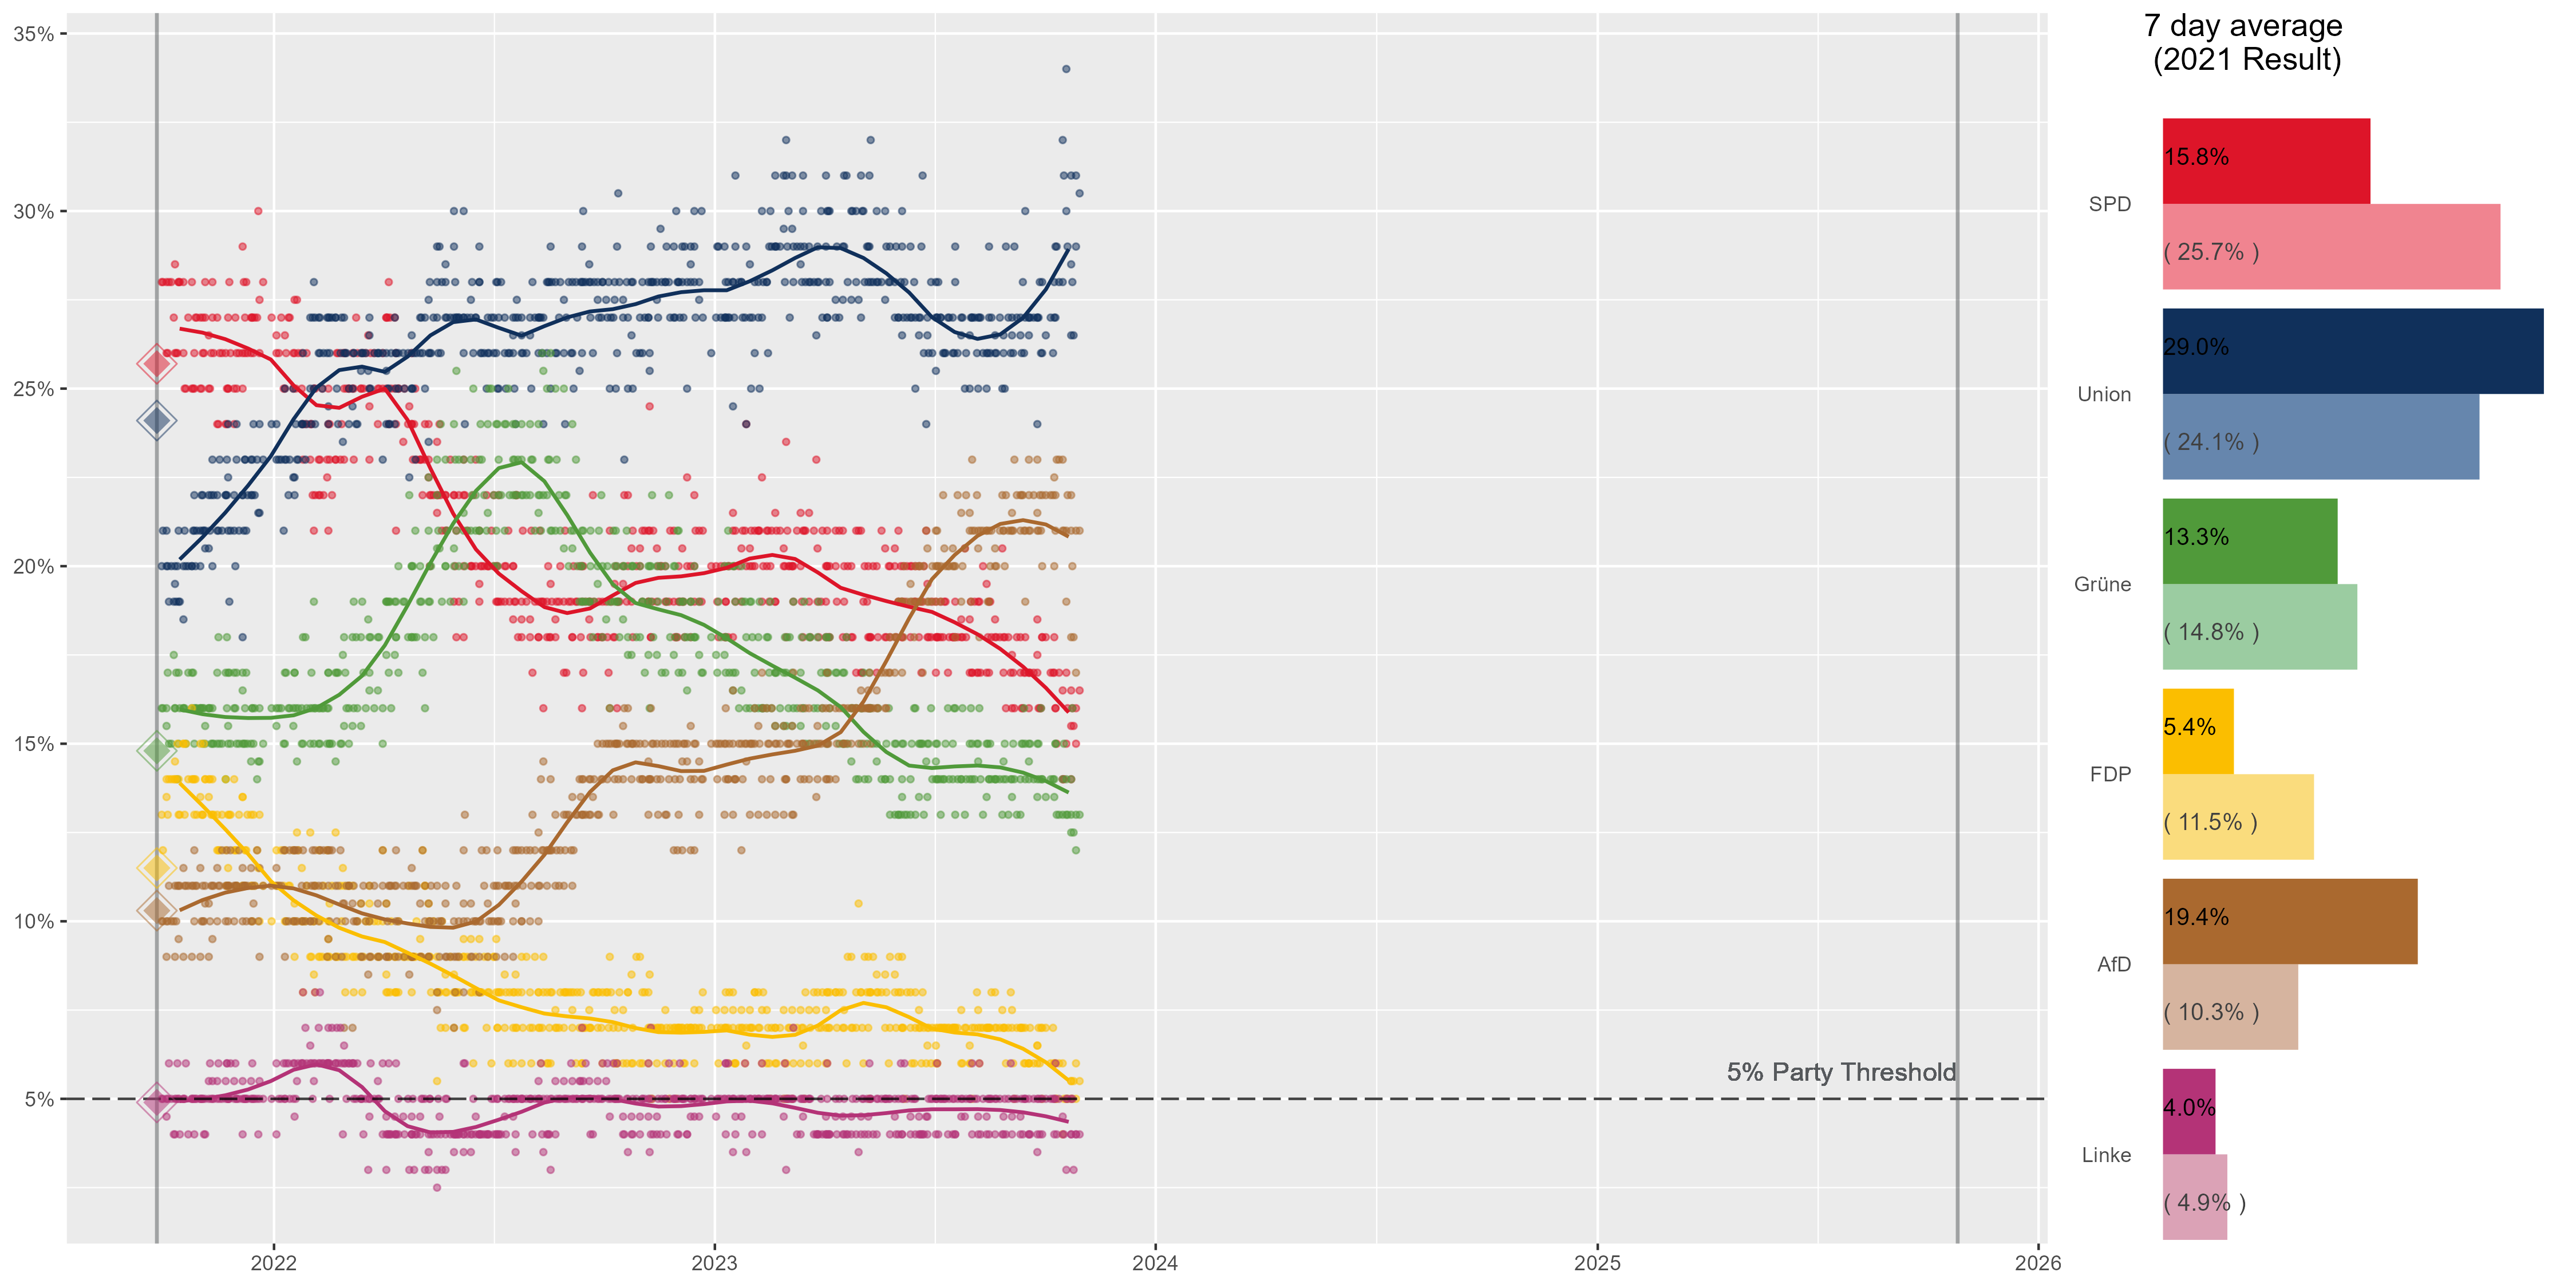 35%
30%
25%
20%
15%
10%
5%
2022
2023
2024
2025
2026
5% Party Threshold
7 day average
(2021 Result)
SPD
15.8%
( 25.7% )
Union
29.0%
( 24.1% )
Grüne
13.3%
( 14.8% )
FDP
5.4%
( 11.5% )
AfD
19.4%
( 10.3% )
Linke
4.0%
( 4.9% )